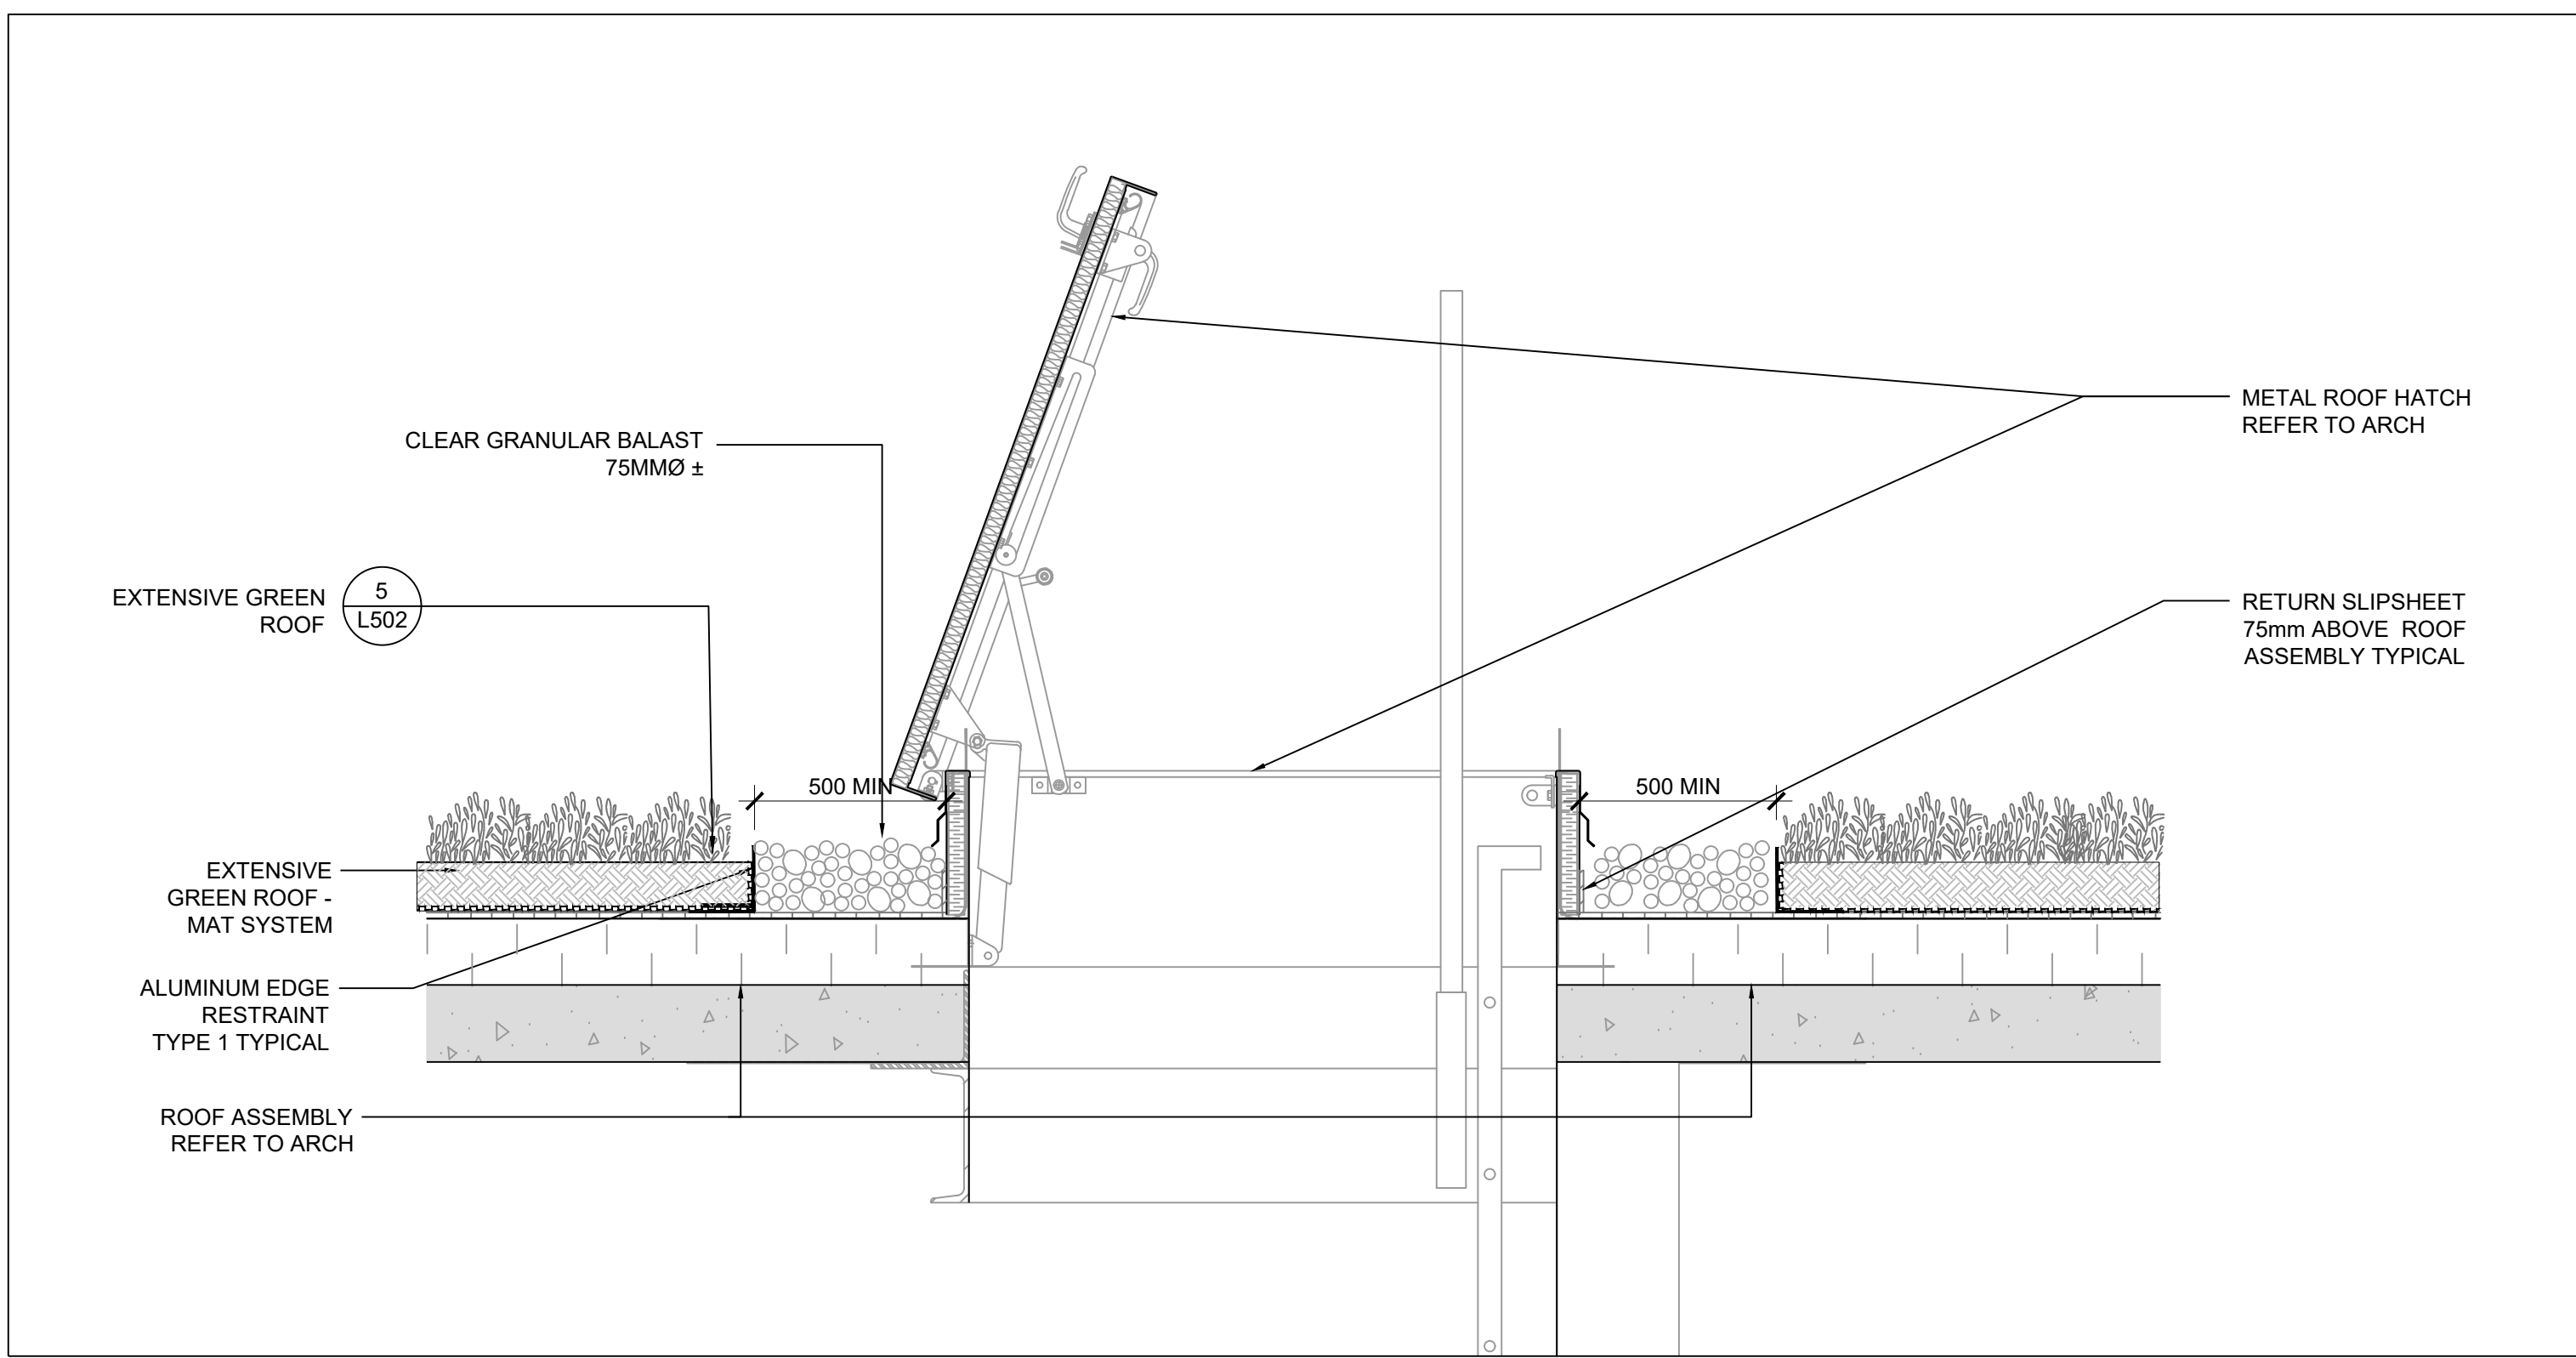 METAL ROOF HATCH
REFER TO ARCH
CLEAR GRANULAR BALAST
75MMØ ±
EXTENSIVE GREEN
ROOF
5
L502
RETURN SLIPSHEET
75mm ABOVE ROOF
ASSEMBLY TYPICAL
500 MIN
500 MIN
EXTENSIVE
GREEN ROOF -
MAT SYSTEM
ALUMINUM EDGE
RESTRAINT
TYPE 1 TYPICAL
ROOF ASSEMBLY
REFER TO ARCH